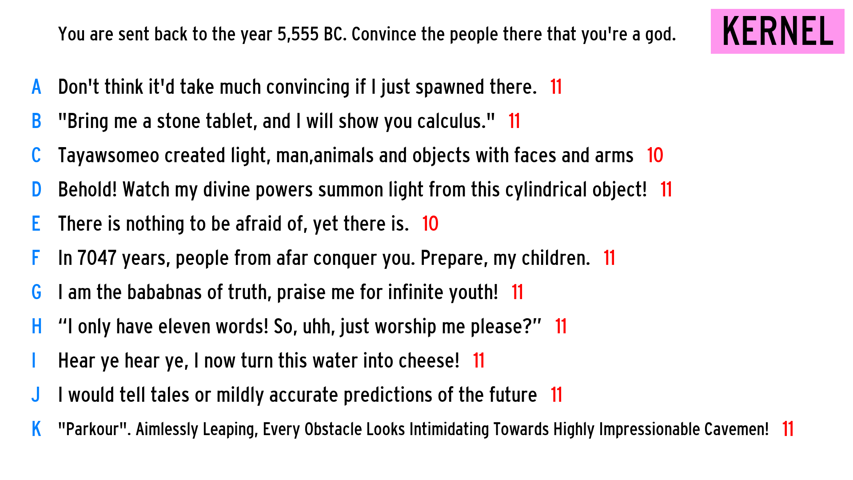 You are sent back to the year 5,555 BC. Convince the people there that you're a god. KERNEL
A Don't think it'd take much convincing if I just spawned there. 11
B "Bring me a stone tablet, and I will show you calculus." 11
C Tayawsomeo created light, man,animals and objects with faces and arms 10
D Behold! Watch my divine powers summon light from this cylindrical object! 11
E There is nothing to be afraid of, yet there is. 10
F In 7047 years, people from afar conquer you. Prepare, my children. 11
G I am the bababnas of truth, praise me for infinite youth! 11
H “I only have eleven words! So, uhh, just worship me please?” 11
I Hear ye hear ye, I now turn this water into cheese! 11
J I would tell tales or mildly accurate predictions of the future 11
K "Parkour". Aimlessly Leaping, Every Obstacle Looks Intimidating Towards Highly Impressionable Cavemen! 11